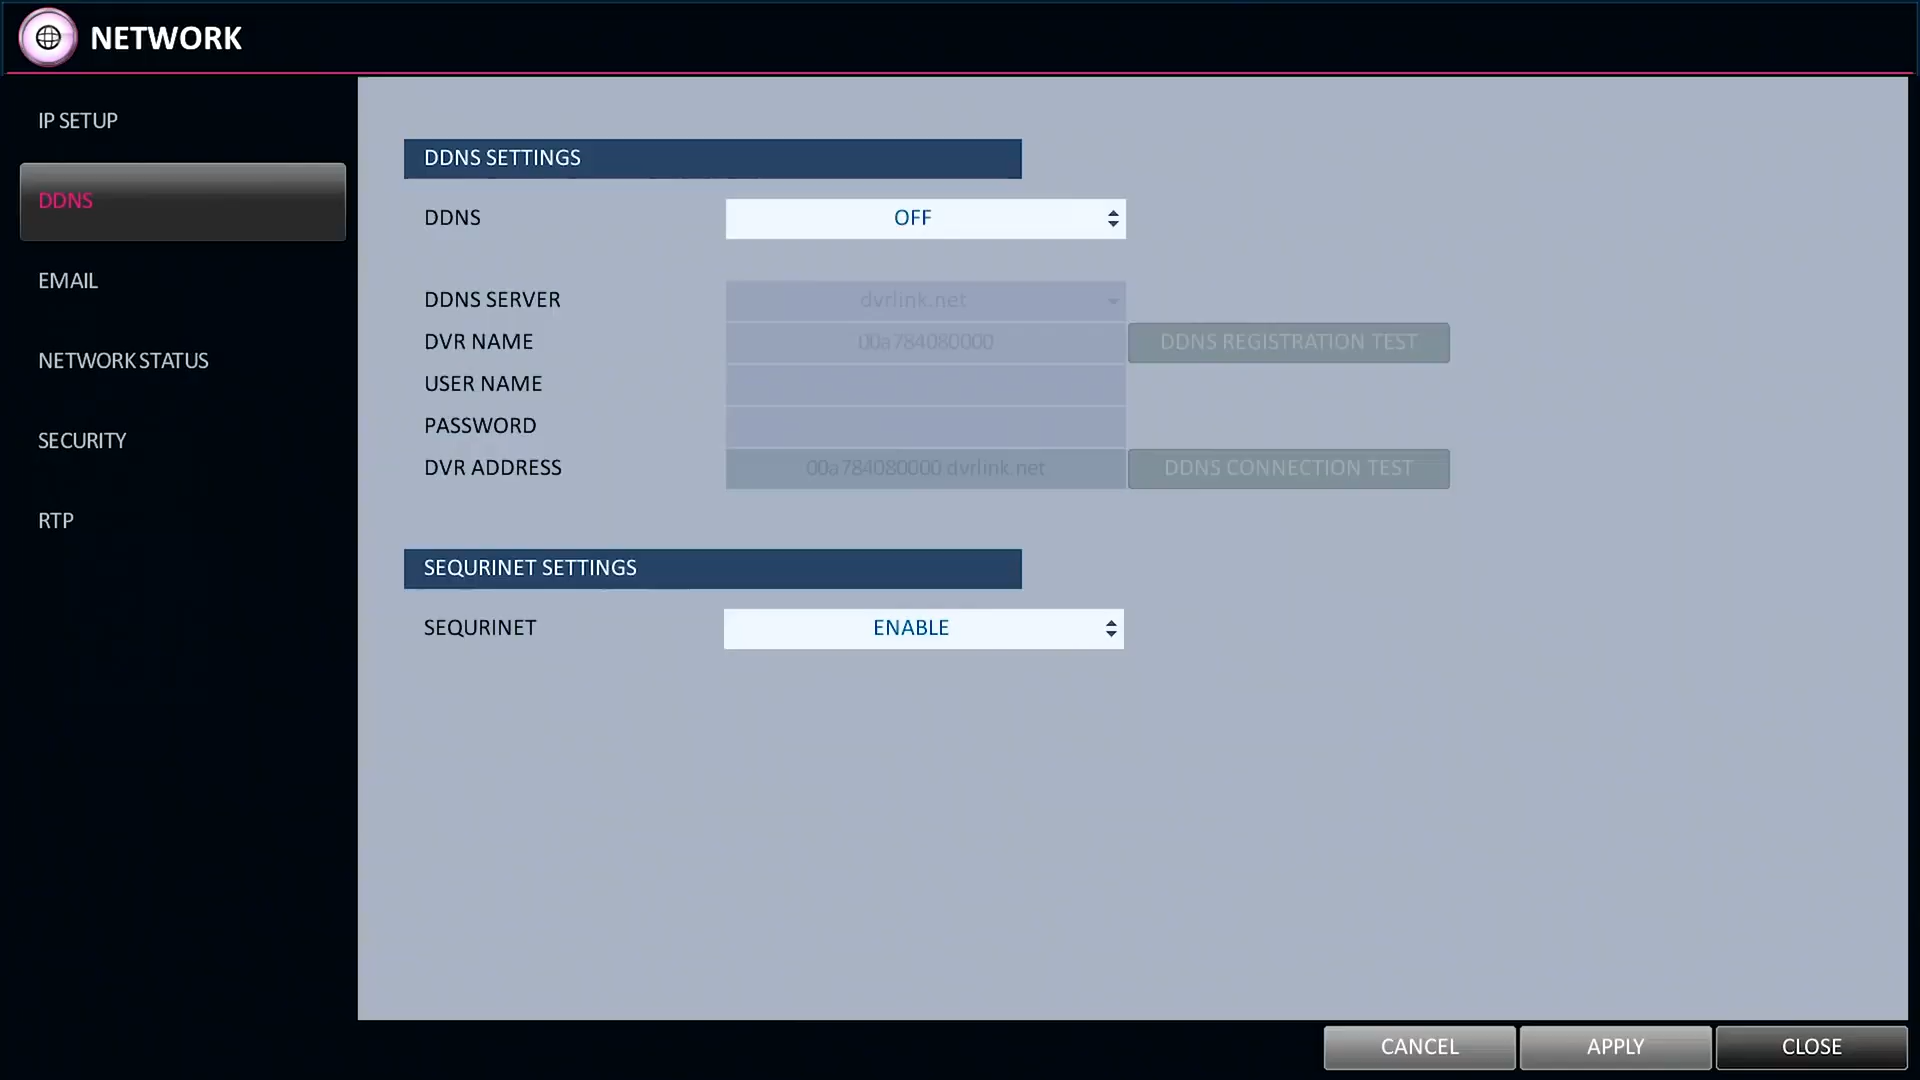 NETWORK
IP SETUP
DDNS
EMAIL
NETWORK STATUS
SECURITY
RTP
DDNS SETTINGS
DDNS OFF
DDNS SERVER dvrlink.net
DVR NAME 00a784080000 DDNS REGISTRATION TEST
USER NAME
PASSWORD
DVR ADDRESS 00a784080000.dvrlink.net DDNS CONNECTION TEST
SEQURINET SETTINGS
SEQURINET ENABLE
CANCEL APPLY CLOSE